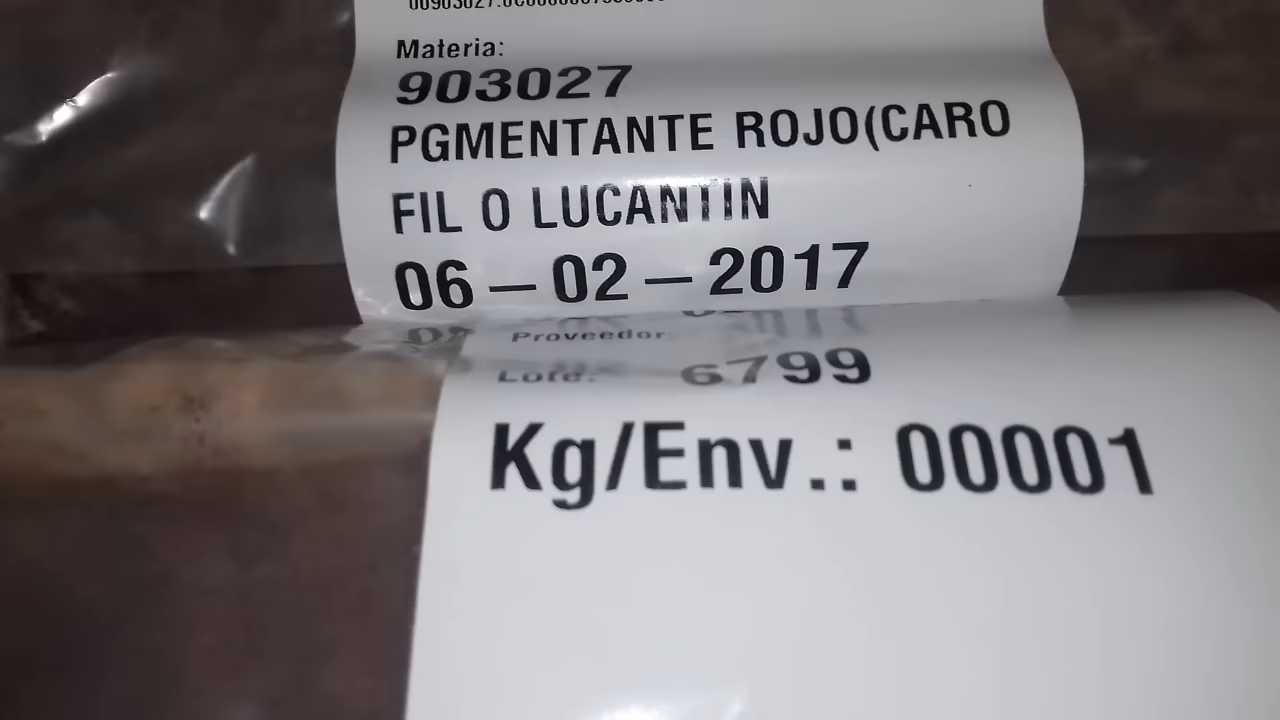 Materia:
903027
PGMENTANTE ROJO(CARO
FIL O LUCANTIN
06-02-2017
Proveedor:
Lote: 6799
Kg/Env.: 00001